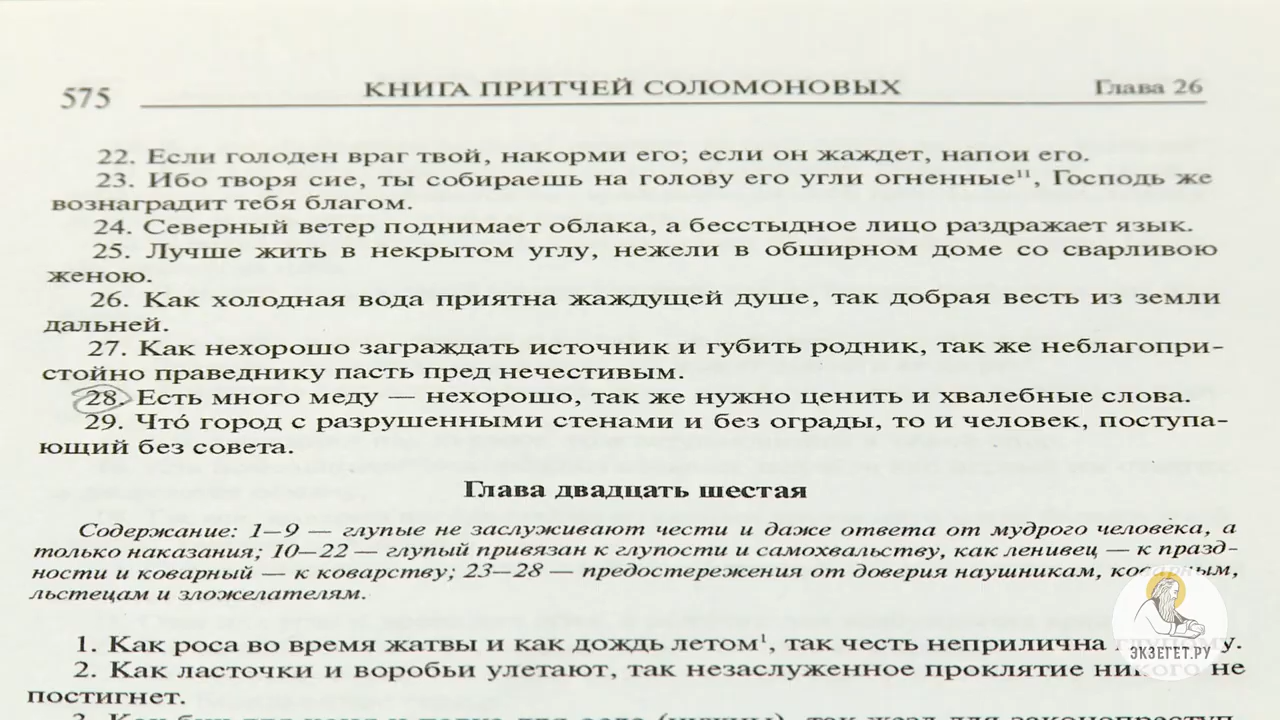 575 КНИГА ПРИТЧЕЙ СОЛОМОНОВЫХ Глава 26
22. Если голоден враг твой, накорми его; если он жаждет, напои его.
23. Ибо творя сие, ты собираешь на голову его угли огненные¹¹, Господь же
вознаградит тебя благом.
24. Северный ветер поднимает облака, а бесстыдное лицо раздражает язык.
25. Лучше жить в некрытом углу, нежели в обширном доме со сварливою
женою.
26. Как холодная вода приятна жаждущей душе, так добрая весть из земли
дальней.
27. Как нехорошо заграждать источник и губить родник, так же неблагопри-
стойно праведнику пасть пред нечестивым.
28. Есть много меду — нехорошо, так же нужно ценить и хвалебные слова.
29. Чтó город с разрушенными стенами и без ограды, то и человек, поступа-
ющий без совета.
Глава двадцать шестая
Содержание: 1—9 — глупые не заслуживают чести и даже ответа от мудрого человека, а
только наказания; 10—22 — глупый привязан к глупости и самохвальству, как ленивец — к празд-
ности и коварный — к коварству; 23—28 — предостережения от доверия наушникам, коварным,
льстецам и зложелателям.
1. Как роса во время жатвы и как дождь летом¹, так честь неприлична глупому.
2. Как ласточки и воробьи улетают, так незаслуженное проклятие никого не
постигнет.
ЭКЗЕГЕТ.РУ